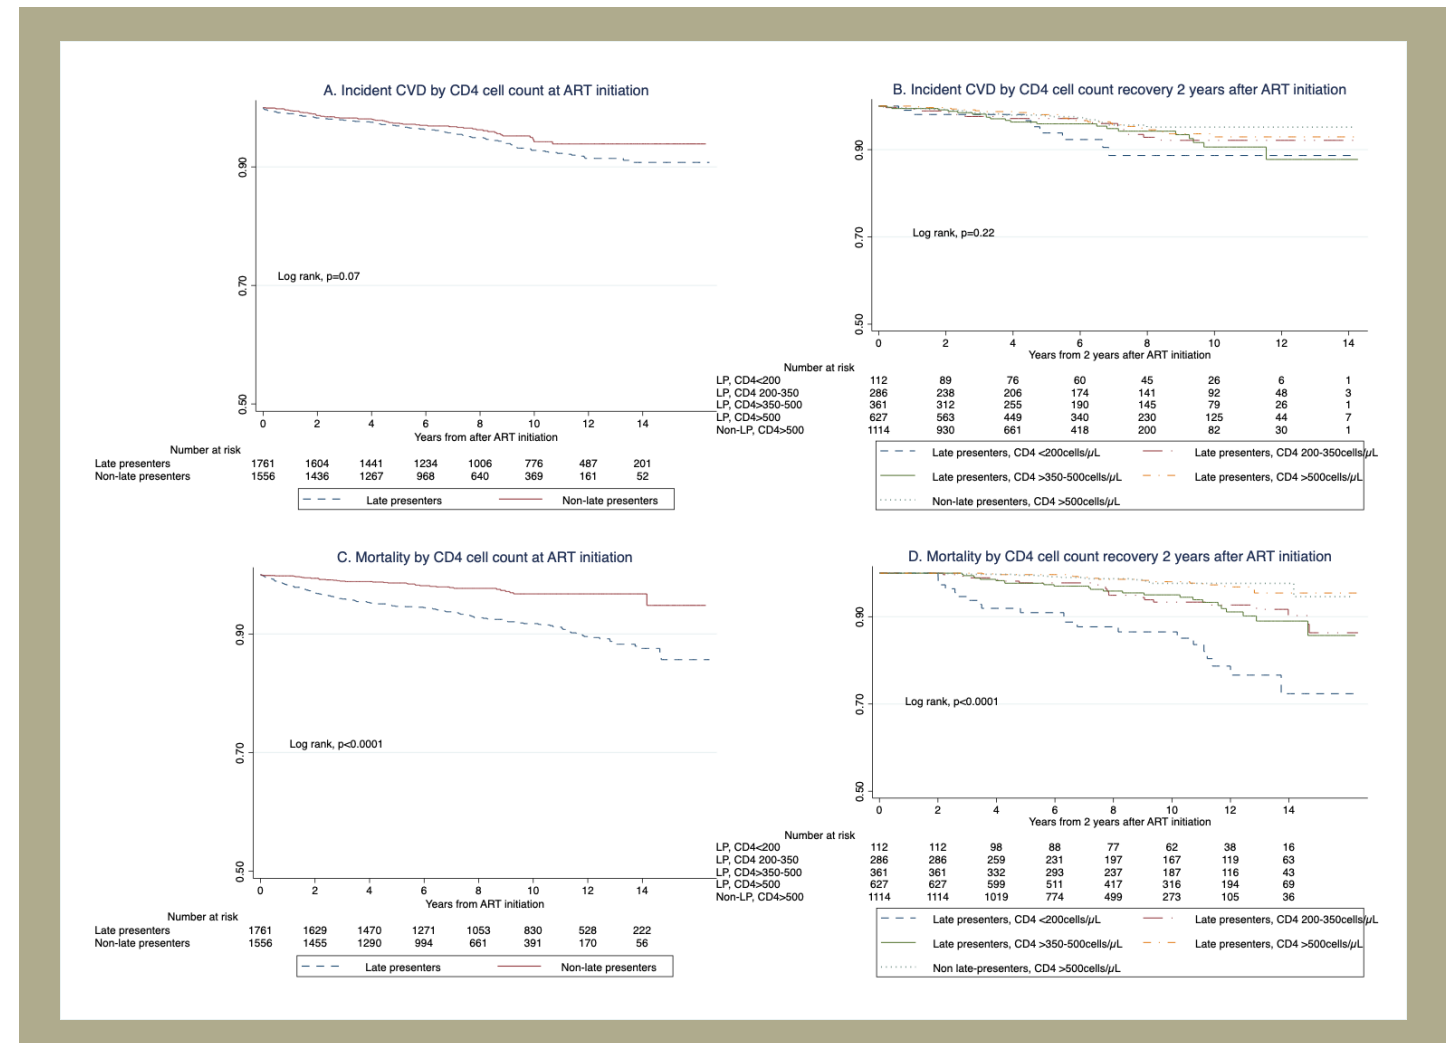 A. Incident CVD by CD4 cell count at ART initiation
0.90
0.70
0.50
Log rank, p=0.07
0 2 4 6 8 10 12 14
Years from after ART initiation
Number at risk
Late presenters 1761 1604 1441 1234 1006 776 487 201
Non-late presenters 1556 1436 1267 968 640 369 161 52
Late presenters Non-late presenters
B. Incident CVD by CD4 cell count recovery 2 years after ART initiation
0.90
0.70
0.50
Log rank, p=0.22
0 2 4 6 8 10 12 14
Years from 2 years after ART initiation
Number at risk
LP, CD4<200 112 89 76 60 45 26 6 1
LP, CD4 200-350 286 238 206 174 141 92 48 3
LP, CD4>350-500 361 312 255 190 145 79 26 1
LP, CD4>500 627 563 449 340 230 125 44 7
Non-LP, CD4>500 1114 930 661 418 200 82 30 1
Late presenters, CD4 <200cells/μL Late presenters, CD4 200-350cells/μL
Late presenters, CD4 >350-500cells/μL Late presenters, CD4 >500cells/μL
Non-late presenters, CD4 >500cells/μL
C. Mortality by CD4 cell count at ART initiation
0.90
0.70
0.50
Log rank, p<0.0001
0 2 4 6 8 10 12 14
Years from ART initiation
Number at risk
Late presenters 1761 1629 1470 1271 1053 830 528 222
Non-late presenters 1556 1455 1290 994 661 391 170 56
Late presenters Non-late presenters
D. Mortality by CD4 cell count recovery 2 years after ART initiation
0.90
0.70
0.50
Log rank, p<0.0001
0 2 4 6 8 10 12 14
Years from 2 years after ART initiation
Number at risk
LP, CD4<200 112 112 98 88 77 62 38 16
LP, CD4 200-350 286 286 259 231 197 167 119 63
LP, CD4>350-500 361 361 332 293 237 187 116 43
LP, CD4>500 627 627 599 511 417 316 194 69
Non-LP, CD4>500 1114 1114 1019 774 499 273 105 36
Late presenters, CD4 <200cells/μL Late presenters, CD4 200-350cells/μL
Late presenters, CD4 >350-500cells/μL Late presenters, CD4 >500cells/μL
Non late-presenters, CD4 >500cells/μL